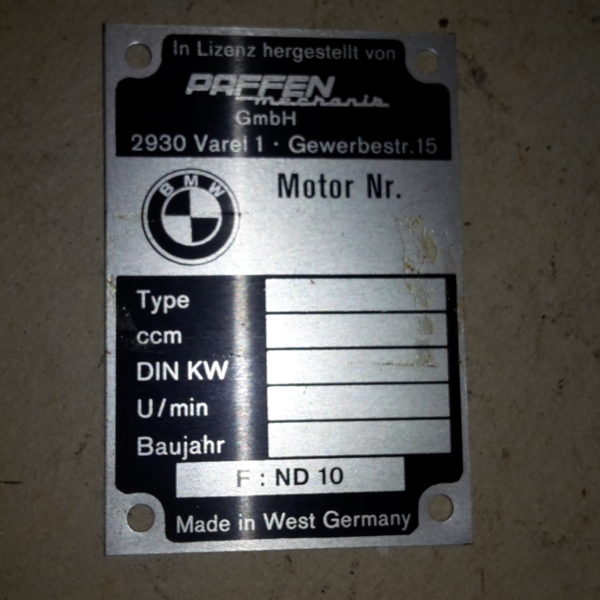 In Lizenz hergestellt von
PAFFEN
mechanik
GmbH
2930 Varel 1 · Gewerbestr. 15
BMW
Motor Nr.
Type
ccm
DIN KW
U/min
Baujahr
F : ND 10
Made in West Germany